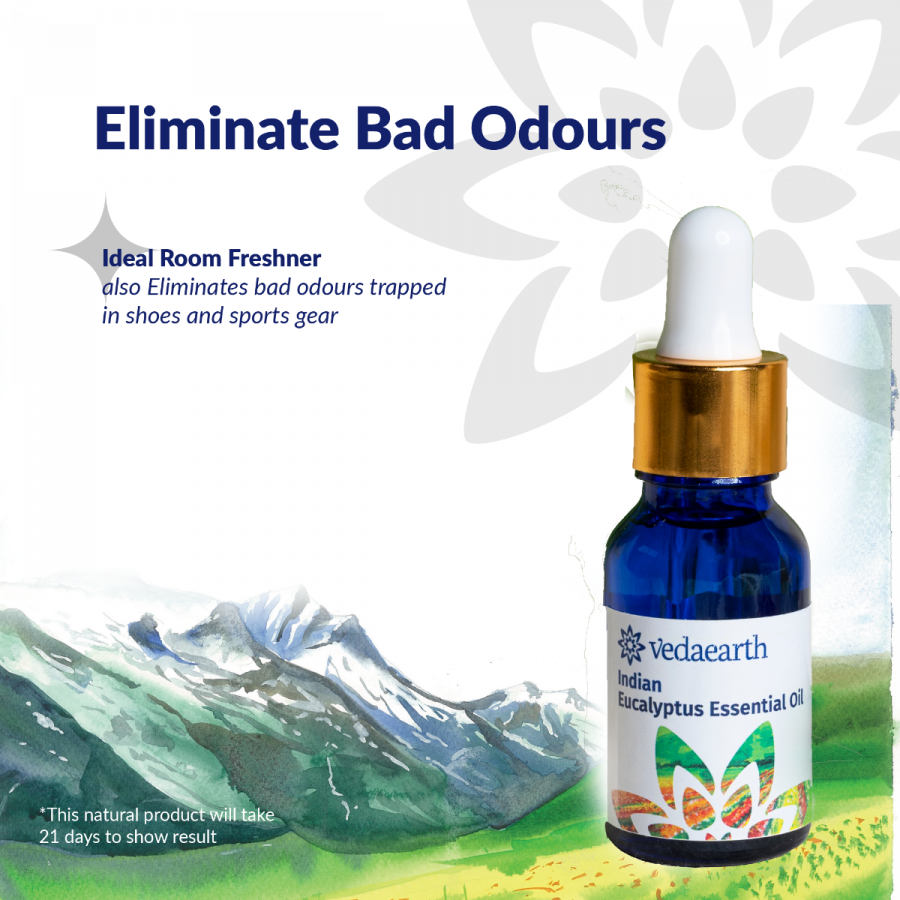 Eliminate Bad Odours
Ideal Room Freshner
also Eliminates bad odours trapped
in shoes and sports gear
vedaearth
Indian
Eucalyptus Essential Oil
*This natural product will take
21 days to show result